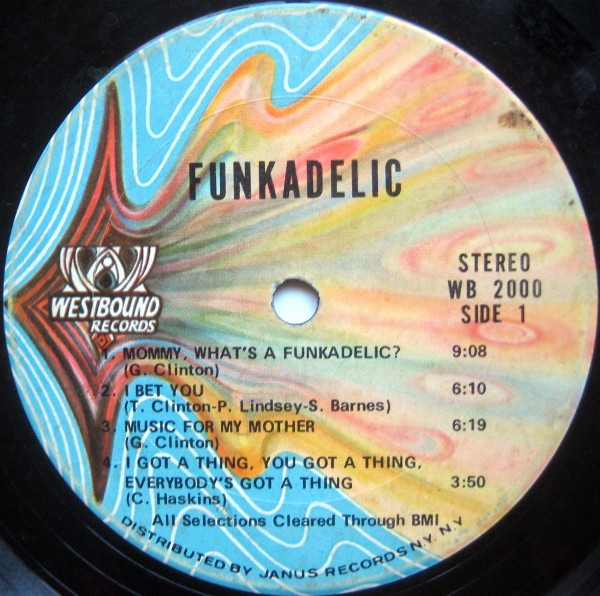 FUNKADELIC
STEREO
WB 2000
SIDE 1
WESTBOUND
RECORDS
1. MOMMY, WHAT'S A FUNKADELIC? 9:08
(G. Clinton)
2. I BET YOU 6:10
(T. Clinton-P. Lindsey-S. Barnes)
3. MUSIC FOR MY MOTHER 6:19
(G. Clinton)
4. I GOT A THING, YOU GOT A THING,
EVERYBODY'S GOT A THING 3:50
(C. Haskins)
All Selections Cleared Through BMI
DISTRIBUTED BY JANUS RECORDS N.Y. N.Y